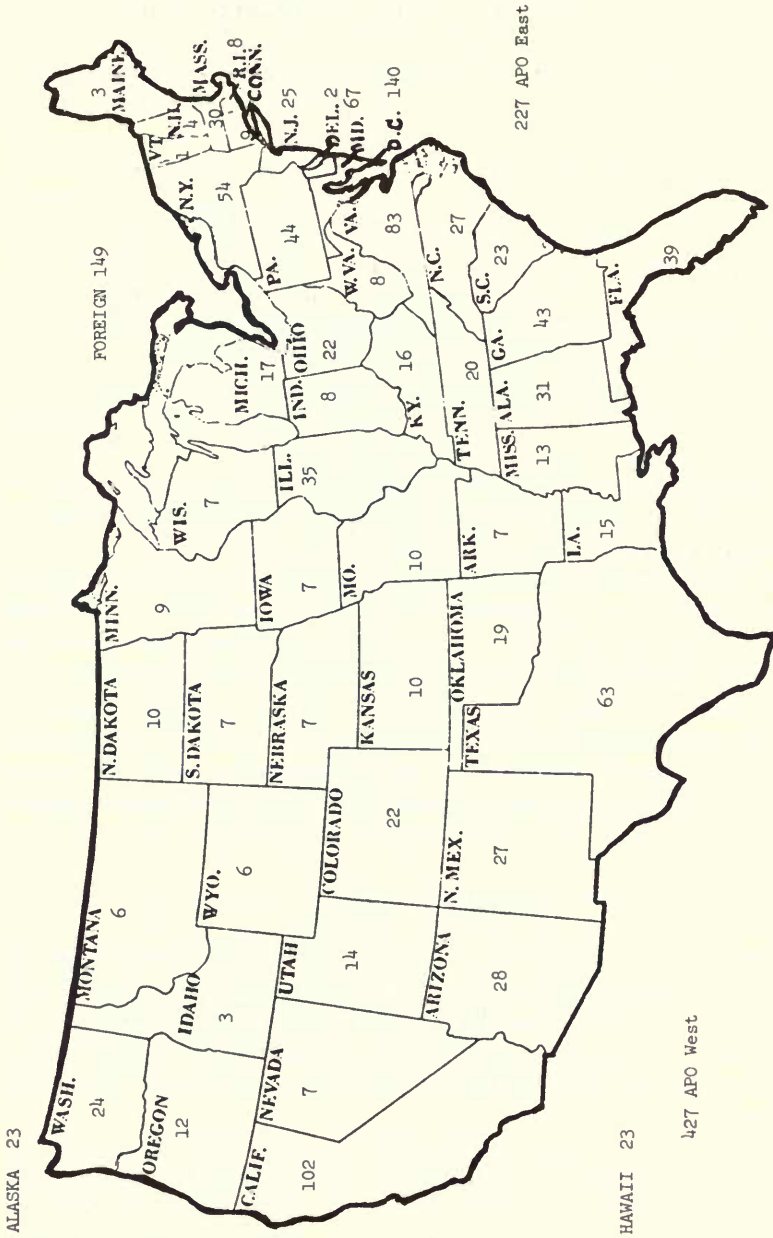 ALASKA 23
WASH.
24
OREGON
12
CALIF.
102
NEVADA
7
IDAHO
3
MONTANA
6
WYO.
6
UTAH
14
ARIZONA
28
COLORADO
22
N. MEX.
27
N. DAKOTA
10
S. DAKOTA
7
NEBRASKA
7
KANSAS
10
OKLAHOMA
19
TEXAS
63
MINN.
9
IOWA
7
MO.
10
ARK.
7
LA.
15
WIS.
7
ILL.
35
MICH.
17
IND.
8
OHIO
22
KY.
16
TENN.
20
MISS.
13
ALA.
31
GA.
43
FLA.
39
S.C.
23
N.C.
27
VA.
83
W.VA.
8
PA.
44
N.Y.
54
VT.
1
N.H.
4
MAINE
3
MASS.
30
R.I. 8
CONN.
9
N.J. 25
DEL. 2
MD. 67
D.C. 140
FOREIGN 149
227 APO East
HAWAII 23
427 APO West